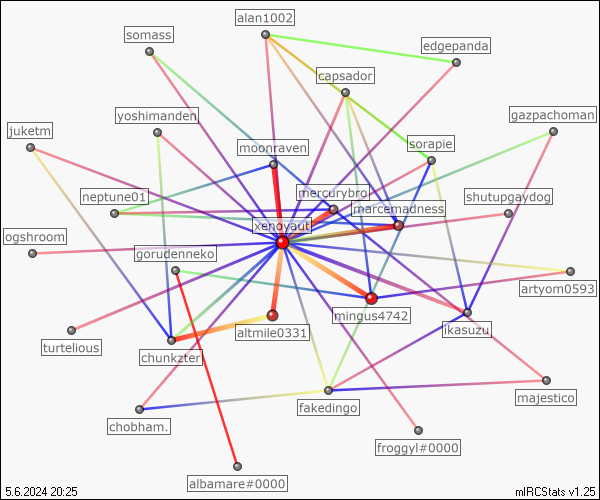 alan1002
somass
edgepanda
capsador
gazpachoman
yoshimanden
juketm
sorapie
moonraven
mercurybro
neptune01
shutupgaydog
marcemadness
xenoyaut
ogshroom
gorudenneko
artyom0593
mingus4742
ikasuzu
altmile0331
turtelious
chunkzter
majestico
fakedingo
chobham.
froggyl#0000
albamare#0000
5.6.2024 20:25
mIRCStats v1.25